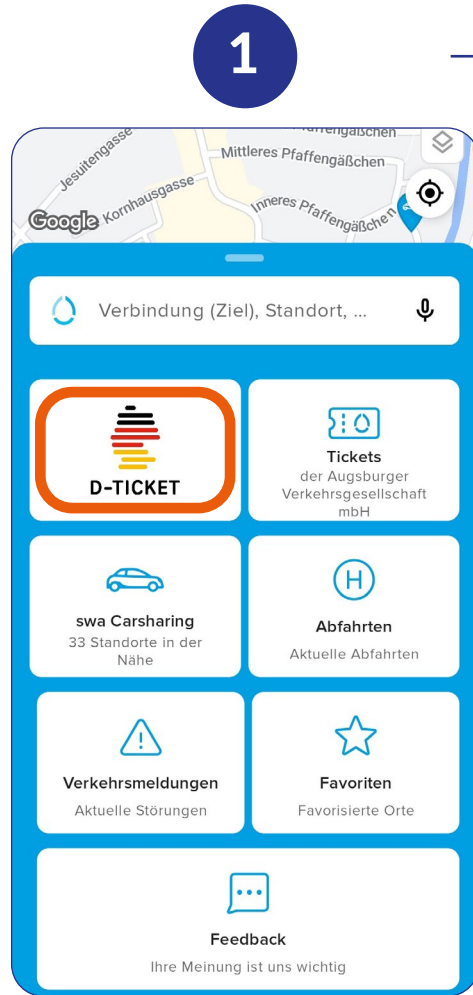 1
Jesuitengasse
Mittleres Pfaffengäßchen
Google
Kornhausgasse
Inneres Pfaffengäßchen
Verbindung (Ziel), Standort, ...
D-TICKET
Tickets
der Augsburger
Verkehrsgesellschaft
mbH
swa Carsharing
33 Standorte in der
Nähe
H
Abfahrten
Aktuelle Abfahrten
Verkehrsmeldungen
Aktuelle Störungen
Favoriten
Favorisierte Orte
Feedback
Ihre Meinung ist uns wichtig